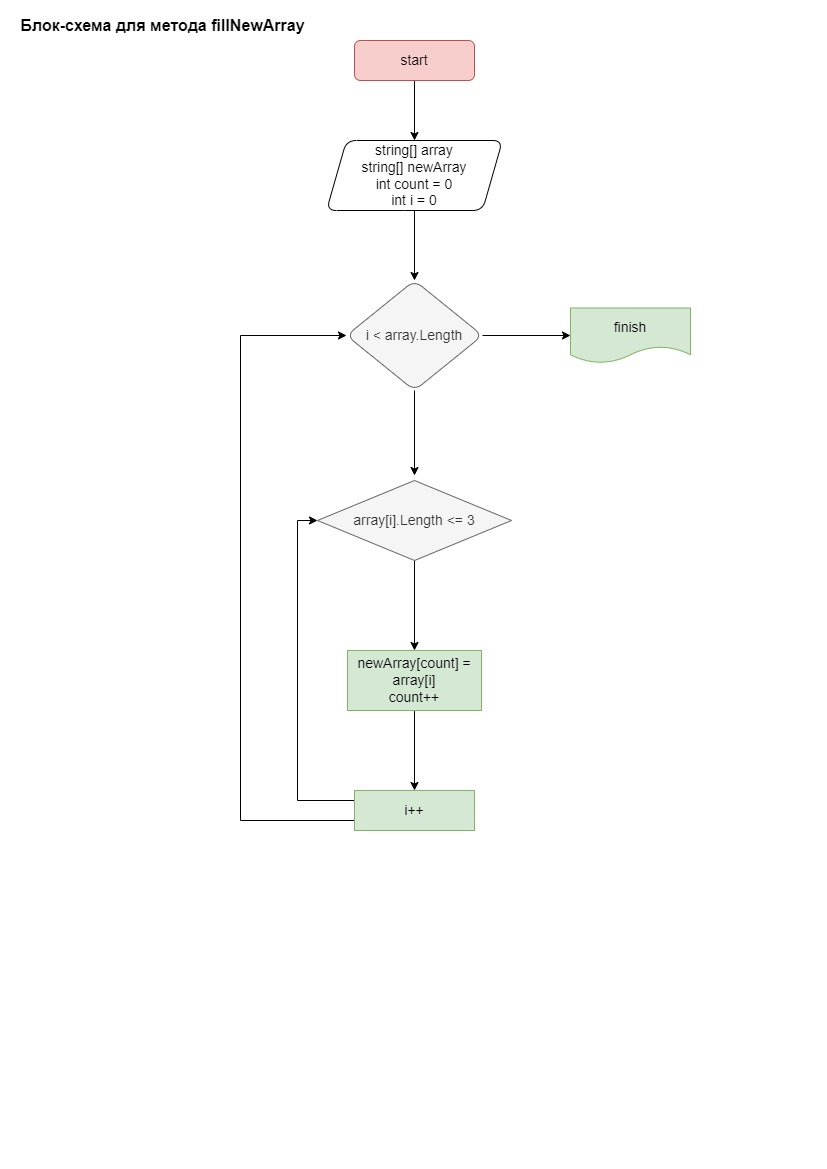 Блок-схема для метода fillNewArray
start
string[] array
string[] newArray
int count = 0
int i = 0
i < array.Length
finish
array[i].Length <= 3
newArray[count] =
array[i]
count++
i++